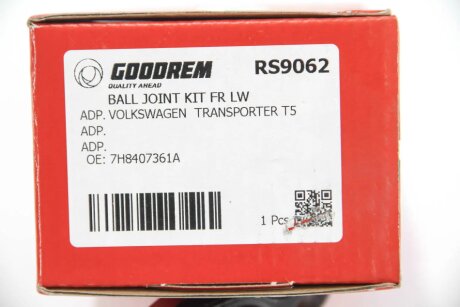 GOODREM RS9062
QUALITY AHEAD
BALL JOINT KIT FR LW
ADP. VOLKSWAGEN TRANSPORTER T5
ADP.
ADP.
OE: 7H8407361A
1 Pcs